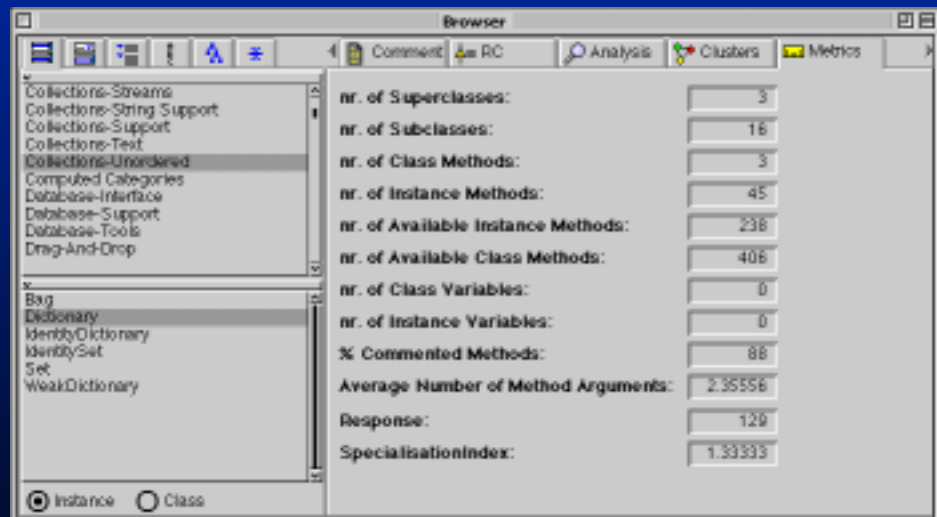 Browser
Comment RC Analysis Clusters Metrics
Collections-Streams
Collections-String Support
Collections-Support
Collections-Text
Collections-Unordered
Computed Categories
Database-Interface
Database-Support
Database-Tools
Drag-And-Drop
Bag
Dictionary
IdentityDictionary
IdentitySet
Set
WeakDictionary
Instance Class
nr. of Superclasses: 3
nr. of Subclasses: 16
nr. of Class Methods: 3
nr. of Instance Methods: 45
nr. of Available Instance Methods: 238
nr. of Available Class Methods: 406
nr. of Class Variables: 0
nr. of Instance Variables: 0
% Commented Methods: 88
Average Number of Method Arguments: 2.35556
Response: 129
SpecialisationIndex: 1.33333